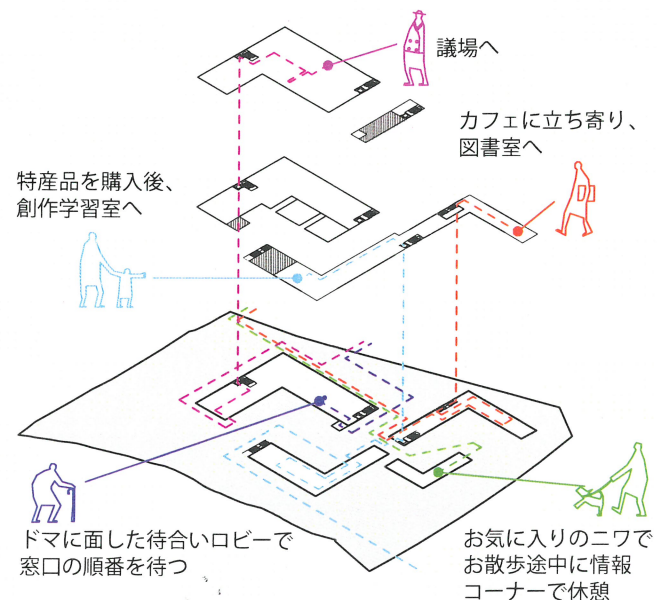 議場へ
カフェに立ち寄り、
図書室へ
特産品を購入後、
創作学習室へ
ドマに面した待合いロビーで
窓口の順番を待つ
お気に入りのニワで
お散歩途中に情報
コーナーで休憩